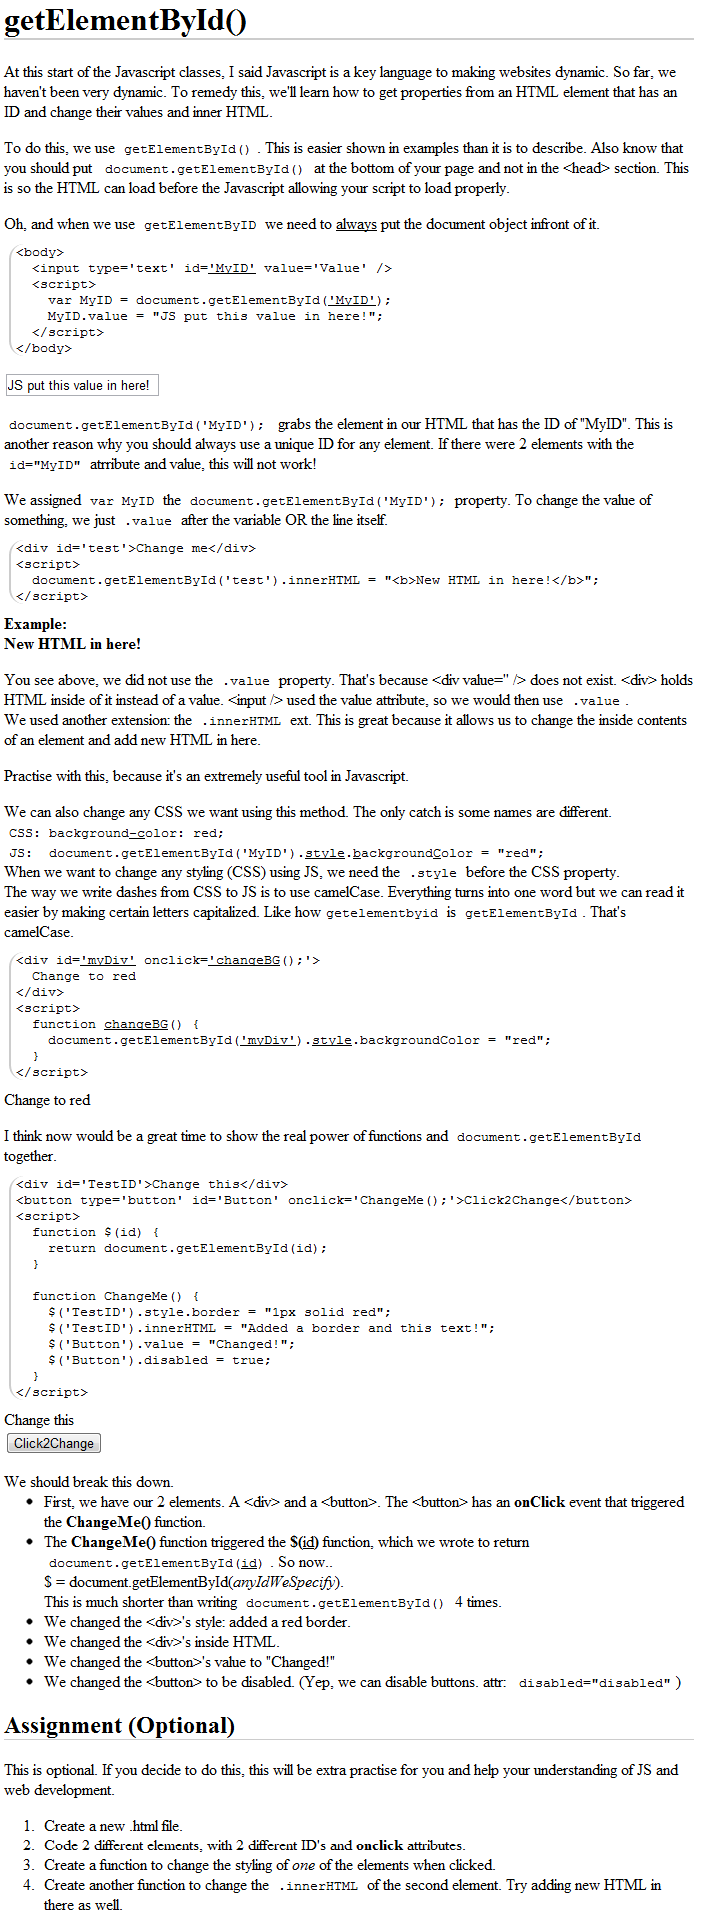 getElementById()
At this start of the Javascript classes, I said Javascript is a key language to making websites dynamic. So far, we
haven't been very dynamic. To remedy this, we'll learn how to get properties from an HTML element that has an
ID and change their values and inner HTML.
To do this, we use getElementById() . This is easier shown in examples than it is to describe. Also know that
you should put document.getElementById() at the bottom of your page and not in the <head> section. This
is so the HTML can load before the Javascript allowing your script to load properly.
Oh, and when we use getElementByID we need to always put the document object infront of it.
<body>
<input type='text' id='MyID' value='Value' />
<script>
var MyID = document.getElementById('MyID');
MyID.value = "JS put this value in here!";
</script>
</body>
JS put this value in here!
document.getElementById('MyID'); grabs the element in our HTML that has the ID of "MyID". This is
another reason why you should always use a unique ID for any element. If there were 2 elements with the
id="MyID" atrribute and value, this will not work!
We assigned var MyID the document.getElementById('MyID'); property. To change the value of
something, we just .value after the variable OR the line itself.
<div id='test'>Change me</div>
<script>
document.getElementById('test').innerHTML = "<b>New HTML in here!</b>";
</script>
Example:
New HTML in here!
You see above, we did not use the .value property. That's because <div value='' /> does not exist. <div> holds
HTML inside of it instead of a value. <input /> used the value attribute, so we would then use .value .
We used another extension: the .innerHTML ext. This is great because it allows us to change the inside contents
of an element and add new HTML in here.
Practise with this, because it's an extremely useful tool in Javascript.
We can also change any CSS we want using this method. The only catch is some names are different.
CSS: background-color: red;
JS: document.getElementById('MyID').style.backgroundColor = "red";
When we want to change any styling (CSS) using JS, we need the .style before the CSS property.
The way we write dashes from CSS to JS is to use camelCase. Everything turns into one word but we can read it
easier by making certain letters capitalized. Like how getelementbyid is getElementById . That's
camelCase.
<div id='myDiv' onclick='changeBG();'>
Change to red
</div>
<script>
function changeBG() {
document.getElementById('myDiv').style.backgroundColor = "red";
}
</script>
Change to red
I think now would be a great time to show the real power of functions and document.getElementById
together.
<div id='TestID'>Change this</div>
<button type='button' id='Button' onclick='ChangeMe();'>Click2Change</button>
<script>
function $(id) {
return document.getElementById(id);
}
function ChangeMe() {
$('TestID').style.border = "1px solid red";
$('TestID').innerHTML = "Added a border and this text!";
$('Button').value = "Changed!";
$('Button').disabled = true;
}
</script>
Change this
Click2Change
We should break this down.
• First, we have our 2 elements. A <div> and a <button>. The <button> has an onClick event that triggered
the ChangeMe() function.
• The ChangeMe() function triggered the $(id) function, which we wrote to return
document.getElementById(id) . So now..
$ = document.getElementById(anyIdWeSpecify).
This is much shorter than writing document.getElementById() 4 times.
• We changed the <div>'s style: added a red border.
• We changed the <div>'s inside HTML.
• We changed the <button>'s value to "Changed!"
• We changed the <button> to be disabled. (Yep, we can disable buttons. attr: disabled="disabled" )
Assignment (Optional)
This is optional. If you decide to do this, this will be extra practise for you and help your understanding of JS and
web development.
1. Create a new .html file.
2. Code 2 different elements, with 2 different ID's and onclick attributes.
3. Create a function to change the styling of one of the elements when clicked.
4. Create another function to change the .innerHTML of the second element. Try adding new HTML in
there as well.